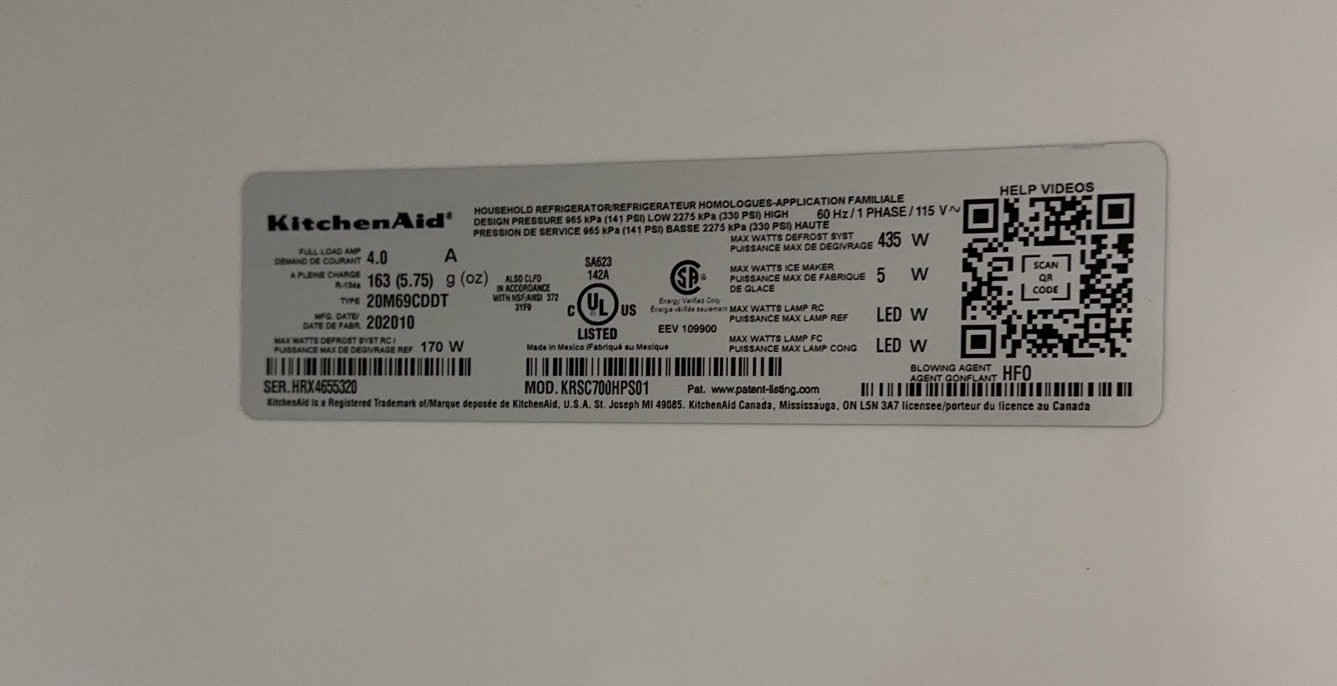 KitchenAid®
HOUSEHOLD REFRIGERATOR/REFRIGERATEUR HOMOLOGUES-APPLICATION FAMILIALE
DESIGN PRESSURE 965 kPa (141 PSI) LOW 2275 kPa (330 PSI) HIGH 60 Hz / 1 PHASE / 115 V~
PRESSION DE SERVICE 965 kPa (141 PSI) BASSE 2275 kPa (330 PSI) HAUTE
FULL LOAD AMP
DEMAND DE COURANT 4.0 A
A PLEINE CHARGE
R-134a 163 (5.75) g (oz)
TYPE 20M69CDDT
MFG. DATE/
DATE DE FABR. 202010
MAX WATTS DEFROST SYST RC /
PUISSANCE MAX DE DEGIVRAGE REF 170 W
ALSO CLFD
IN ACCORDANCE
WITH NSF/ANSI 372
31F9
SA623
142A
C UL US
LISTED
Made in Mexico /Fabriqué au Mexique
SA®
Energy Verified Only
Énergie vérifiée seulement
EEV 109900
MAX WATTS DEFROST SYST
PUISSANCE MAX DE DEGIVRAGE 435 W
MAX WATTS ICE MAKER
PUISSANCE MAX DE FABRIQUE 5 W
DE GLACE
MAX WATTS LAMP RC
PUISSANCE MAX LAMP REF LED W
MAX WATTS LAMP FC
PUISSANCE MAX LAMP CONG LED W
HELP VIDEOS
SCAN
QR
CODE
BLOWING AGENT
AGENT GONFLANT HFO
SER. HRX4655320
MOD. KRSC700HPS01
Pat. www.patent-listing.com
KitchenAid Is a Registered Trademark of/Marque deposée de KitchenAid, U.S.A. St. Joseph MI 49085. KitchenAid Canada, Mississauga, ON L5N 3A7 licensee/porteur du licence au Canada